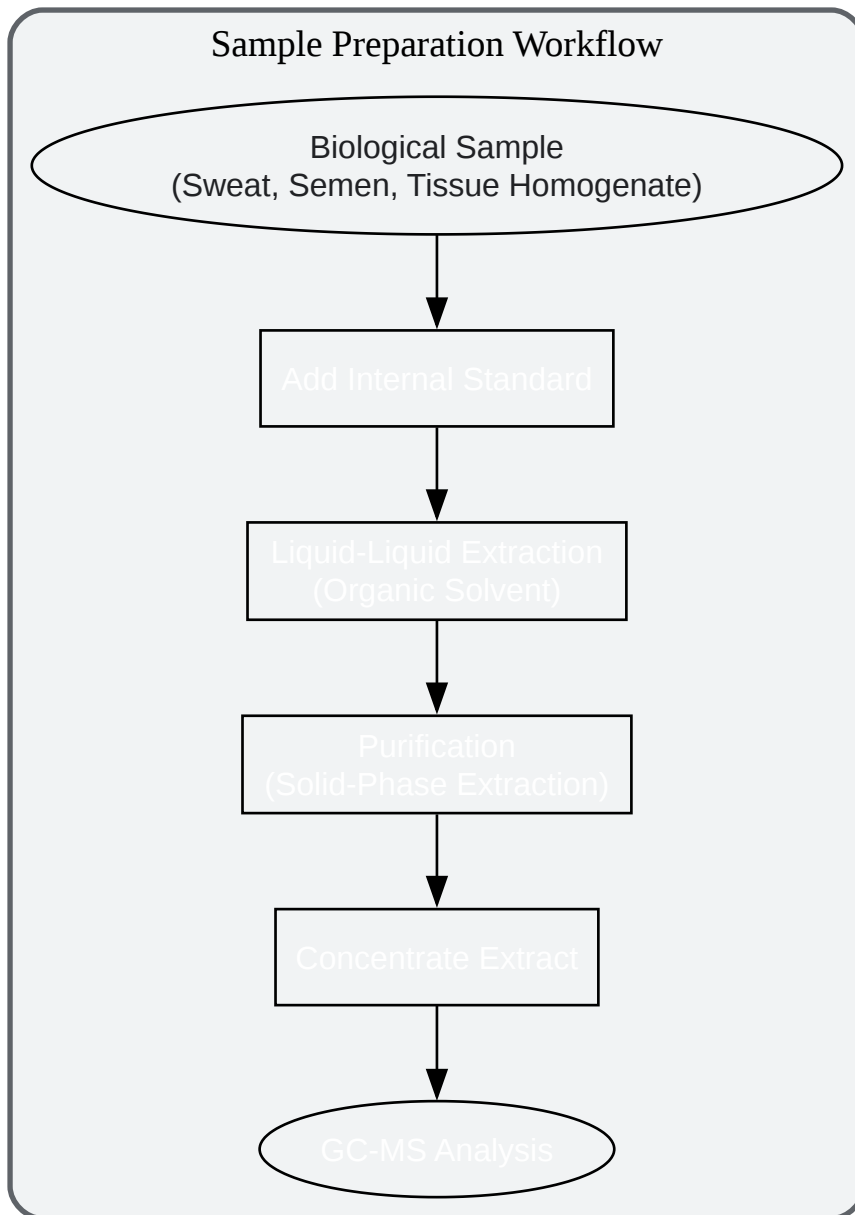 Sample Preparation Workflow
Biological Sample
(Sweat, Semen, Tissue Homogenate)
Add Internal Standard
Liquid-Liquid Extraction
(Organic Solvent)
Purification
(Solid-Phase Extraction)
Concentrate Extract
GC-MS Analysis